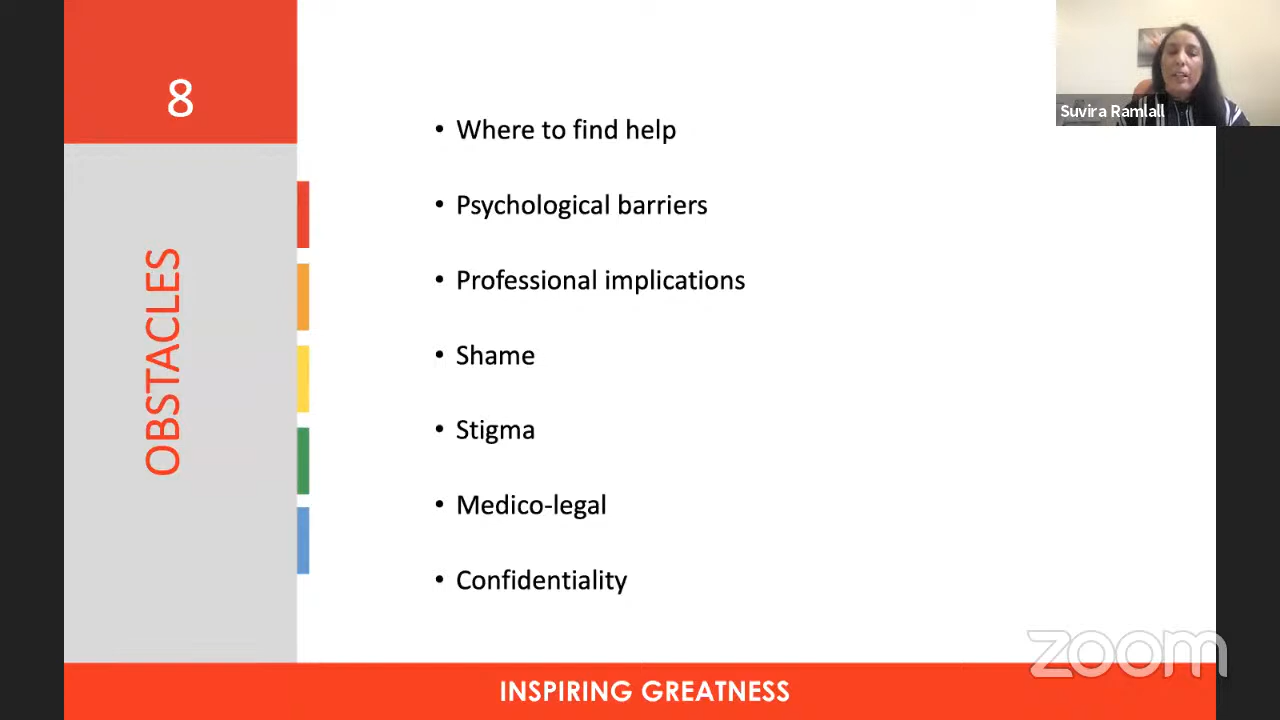 8
OBSTACLES
• Where to find help
• Psychological barriers
• Professional implications
• Shame
• Stigma
• Medico-legal
• Confidentiality
Suvira Ramlall
zoom
INSPIRING GREATNESS